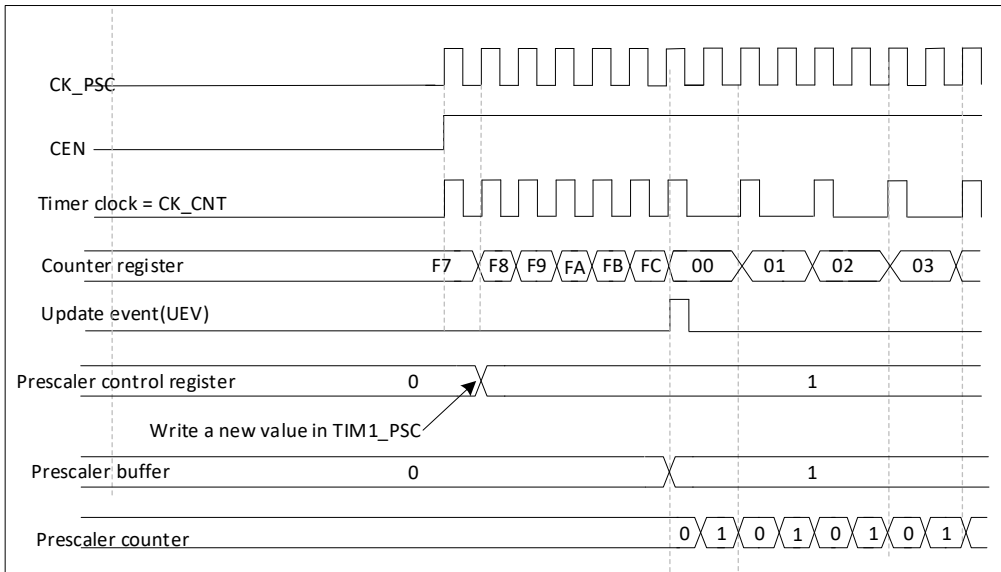 CK_PSC
CEN
Timer clock = CK_CNT
Counter register F7 F8 F9 FA FB FC 00 01 02 03
Update event(UEV)
Prescaler control register 0 1
Write a new value in TIM1_PSC
Prescaler buffer 0 1
Prescaler counter 0 1 0 1 0 1 0 1